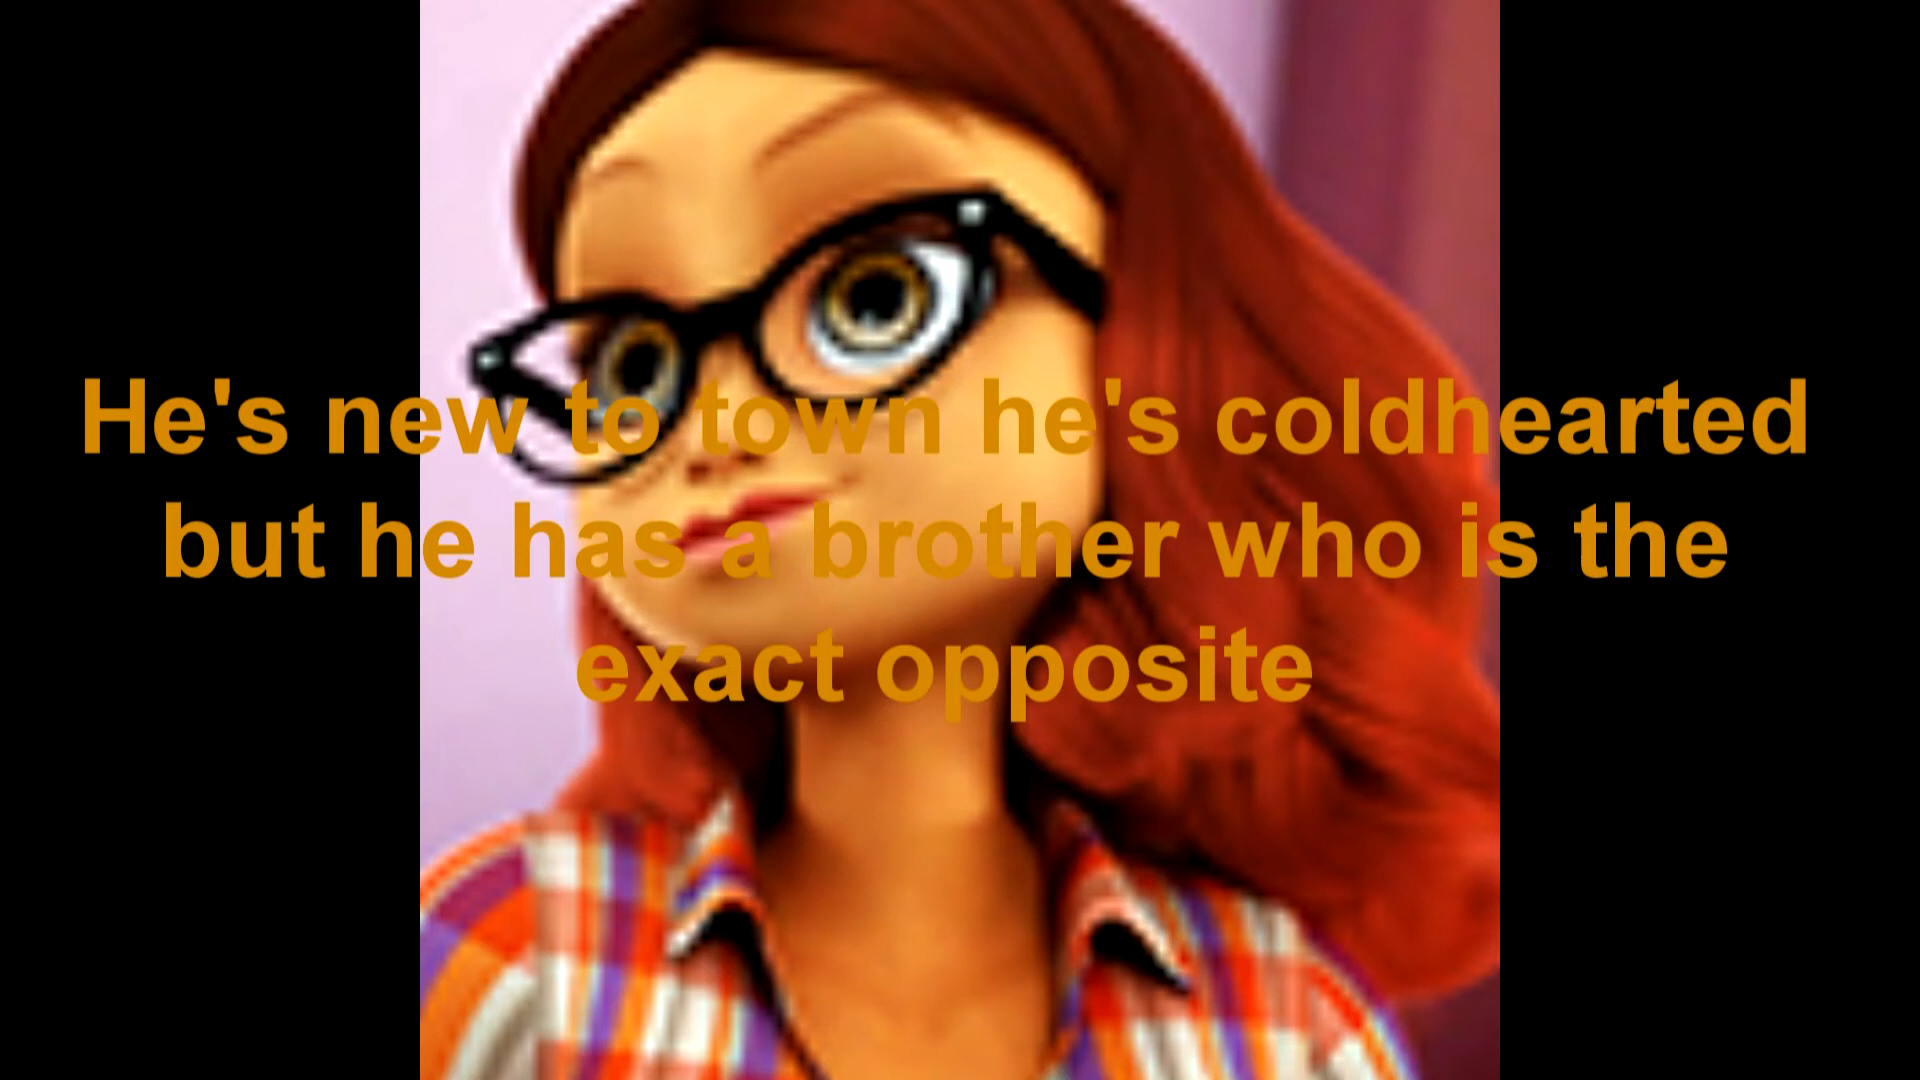 He's new to town he's coldhearted
but he has a brother who is the
exact opposite